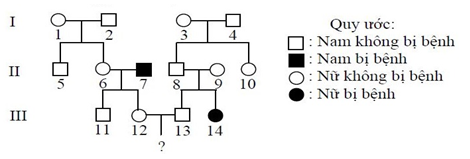 I
1 2 3 4
Quy ước:
: Nam không bị bệnh
: Nam bị bệnh
: Nữ không bị bệnh
: Nữ bị bệnh
II
5 6 7 8 9 10
III
11 12 13 14
?